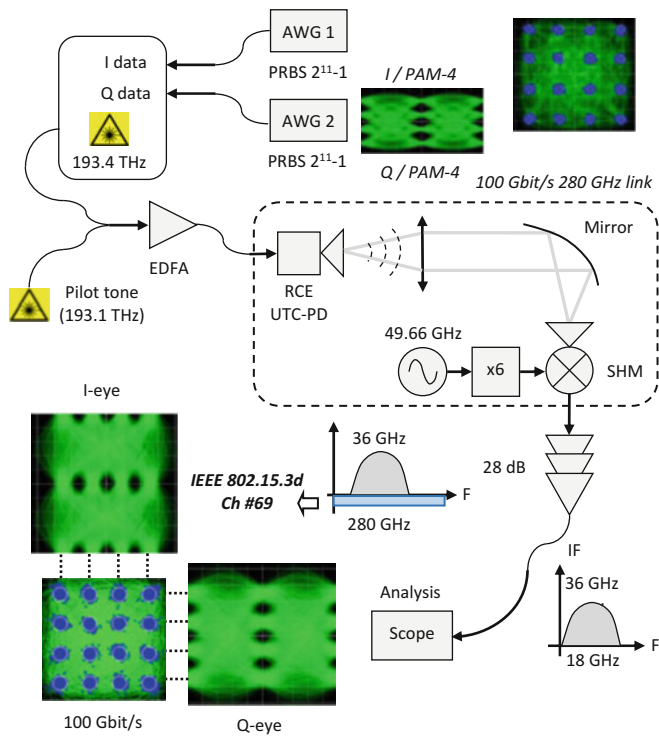 AWG 1
PRBS 2¹¹-1
I data
Q data
AWG 2
PRBS 2¹¹-1
193.4 THz
I / PAM-4
Q / PAM-4
100 Gbit/s 280 GHz link
EDFA
Pilot tone
(193.1 THz)
RCE
UTC-PD
Mirror
49.66 GHz
x6
SHM
I-eye
28 dB
36 GHz
F
280 GHz
IEEE 802.15.3d
Ch #69
IF
36 GHz
F
18 GHz
Analysis
Scope
100 Gbit/s
Q-eye